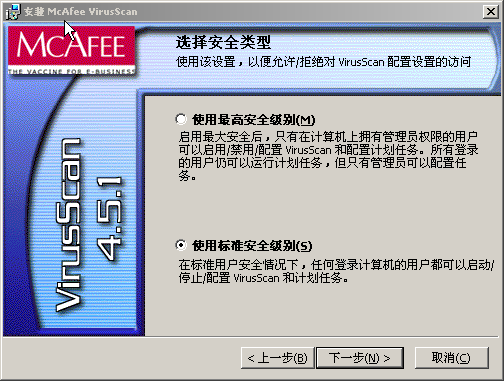 安装 McAfee VirusScan
McAFEE
THE VACCINE FOR E-BUSINESS
VirusScan
4.5.1
选择安全类型
使用该设置，以便允许/拒绝对 VirusScan 配置设置的访问
使用最高安全级别(M)
启用最大安全后，只有在计算机上拥有管理员权限的用户
可以启用/禁用/配置 VirusScan 和配置计划任务。所有登录
的用户仍可以运行计划任务，但只有管理员可以配置任
务。
使用标准安全级别(S)
在标准用户安全情况下，任何登录计算机的用户都可以启动/
停止/配置 VirusScan 和计划任务。
< 上一步(B)
下一步(N) >
取消(C)